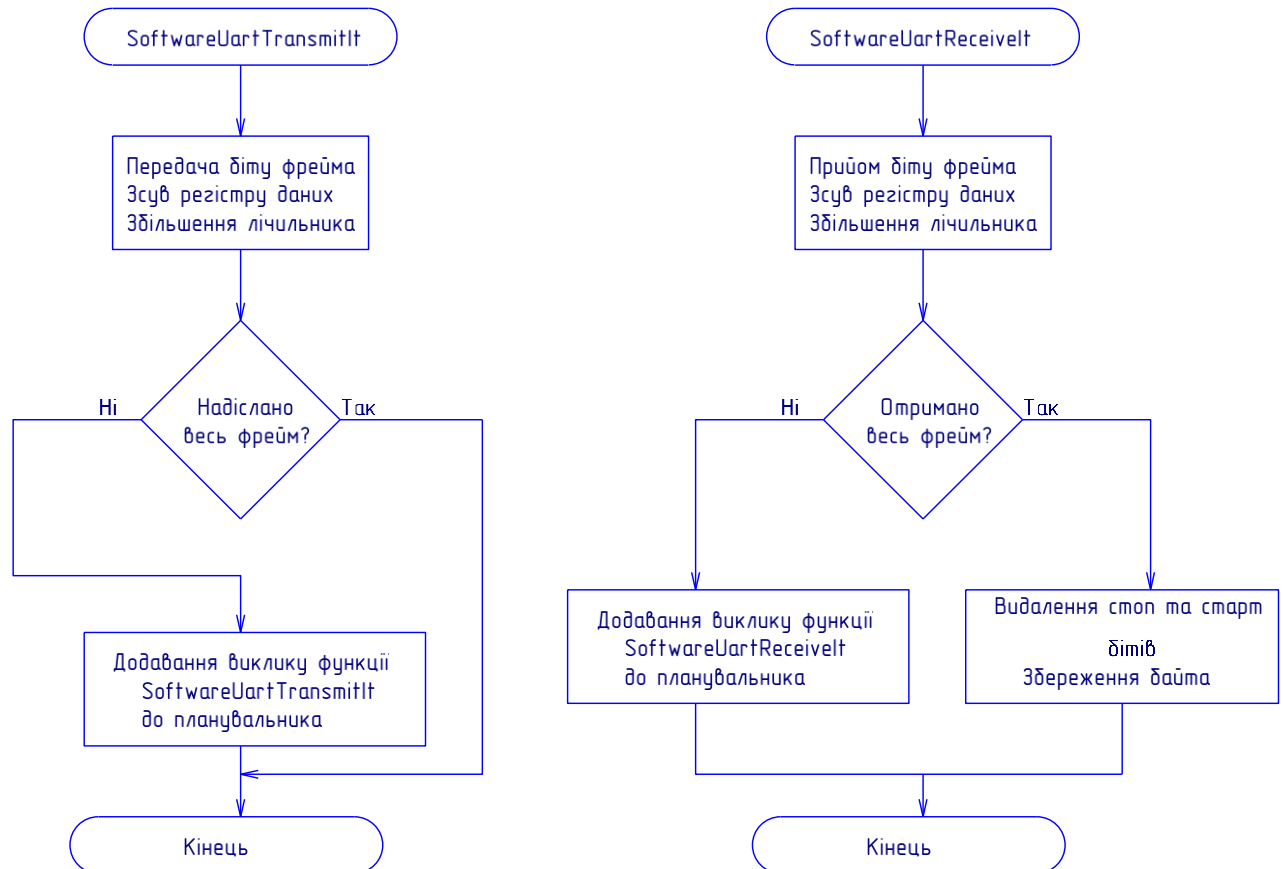 SoftwareUartTransmitIt
Передача біту фрейма
Зсув регістру даних
Збільшення лічильника
Ні
Надіслано
весь фрейм?
Так
Додавання виклику функції
SoftwareUartTransmitIt
до планувальника
Кінець
SoftwareUartReceiveIt
Прийом біту фрейма
Зсув регістру даних
Збільшення лічильника
Ні
Отримано
весь фрейм?
Так
Додавання виклику функції
SoftwareUartReceiveIt
до планувальника
Видалення стоп та старт
бітів
Збереження байта
Кінець